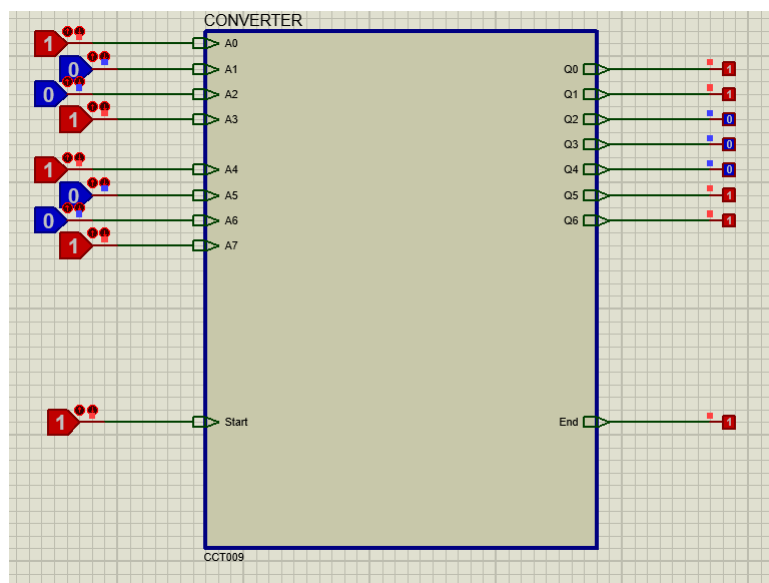 CONVERTER
1 A0
0 A1 Q0 1
0 A2 Q1 1
1 A3 Q2 0
Q3 0
1 A4 Q4 0
0 A5 Q5 1
0 A6 Q6 1
1 A7
1 Start End 1
CCT009